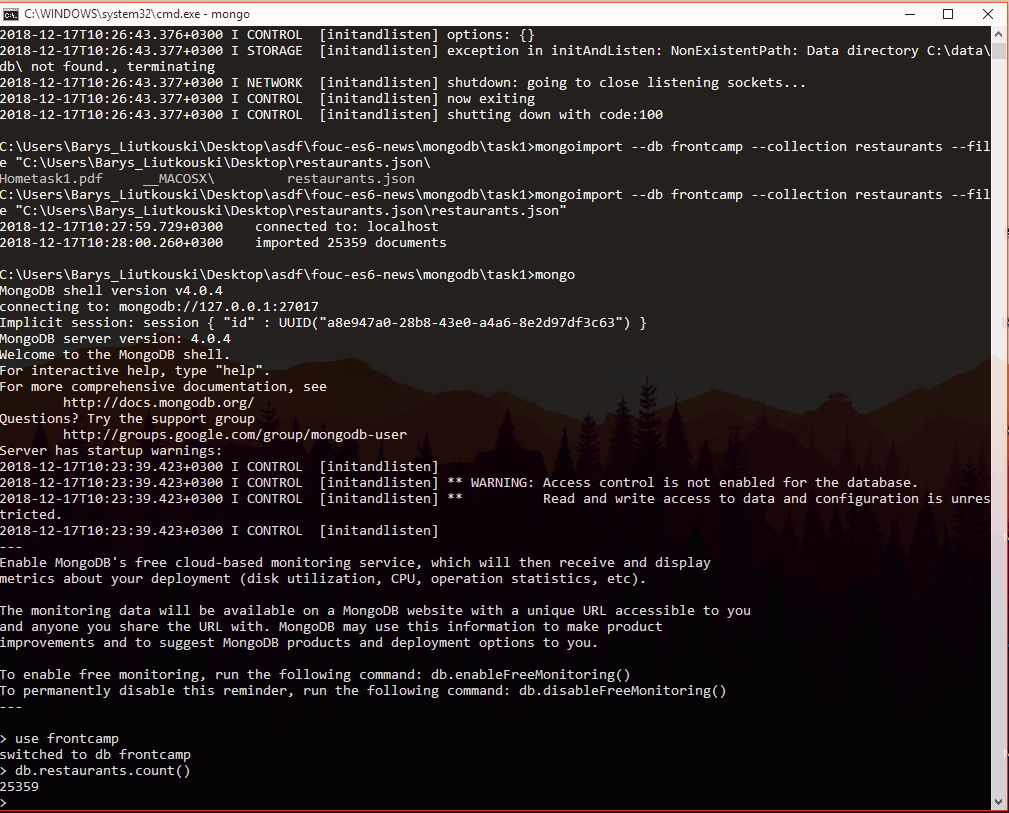 C:\WINDOWS\system32\cmd.exe - mongo
2018-12-17T10:26:43.376+0300 I CONTROL  [initandlisten] options: {}
2018-12-17T10:26:43.377+0300 I STORAGE  [initandlisten] exception in initAndListen: NonExistentPath: Data directory C:\data\
db\ not found., terminating
2018-12-17T10:26:43.377+0300 I NETWORK  [initandlisten] shutdown: going to close listening sockets...
2018-12-17T10:26:43.377+0300 I CONTROL  [initandlisten] now exiting
2018-12-17T10:26:43.377+0300 I CONTROL  [initandlisten] shutting down with code:100
C:\Users\Barys_Liutkouski\Desktop\asdf\fouc-es6-news\mongodb\task1>mongoimport --db frontcamp --collection restaurants --fil
e "C:\Users\Barys_Liutkouski\Desktop\restaurants.json\
Hometask1.pdf     __MACOSX\         restaurants.json
C:\Users\Barys_Liutkouski\Desktop\asdf\fouc-es6-news\mongodb\task1>mongoimport --db frontcamp --collection restaurants --fil
e "C:\Users\Barys_Liutkouski\Desktop\restaurants.json\restaurants.json"
2018-12-17T10:27:59.729+0300    connected to: localhost
2018-12-17T10:28:00.260+0300    imported 25359 documents
C:\Users\Barys_Liutkouski\Desktop\asdf\fouc-es6-news\mongodb\task1>mongo
MongoDB shell version v4.0.4
connecting to: mongodb://127.0.0.1:27017
Implicit session: session { "id" : UUID("a8e947a0-28b8-43e0-a4a6-8e2d97df3c63") }
MongoDB server version: 4.0.4
Welcome to the MongoDB shell.
For interactive help, type "help".
For more comprehensive documentation, see
        http://docs.mongodb.org/
Questions? Try the support group
        http://groups.google.com/group/mongodb-user
Server has startup warnings:
2018-12-17T10:23:39.423+0300 I CONTROL  [initandlisten]
2018-12-17T10:23:39.423+0300 I CONTROL  [initandlisten] ** WARNING: Access control is not enabled for the database.
2018-12-17T10:23:39.423+0300 I CONTROL  [initandlisten] **          Read and write access to data and configuration is unres
tricted.
2018-12-17T10:23:39.423+0300 I CONTROL  [initandlisten]
---
Enable MongoDB's free cloud-based monitoring service, which will then receive and display
metrics about your deployment (disk utilization, CPU, operation statistics, etc).
The monitoring data will be available on a MongoDB website with a unique URL accessible to you
and anyone you share the URL with. MongoDB may use this information to make product
improvements and to suggest MongoDB products and deployment options to you.
To enable free monitoring, run the following command: db.enableFreeMonitoring()
To permanently disable this reminder, run the following command: db.disableFreeMonitoring()
---
> use frontcamp
switched to db frontcamp
> db.restaurants.count()
25359
>